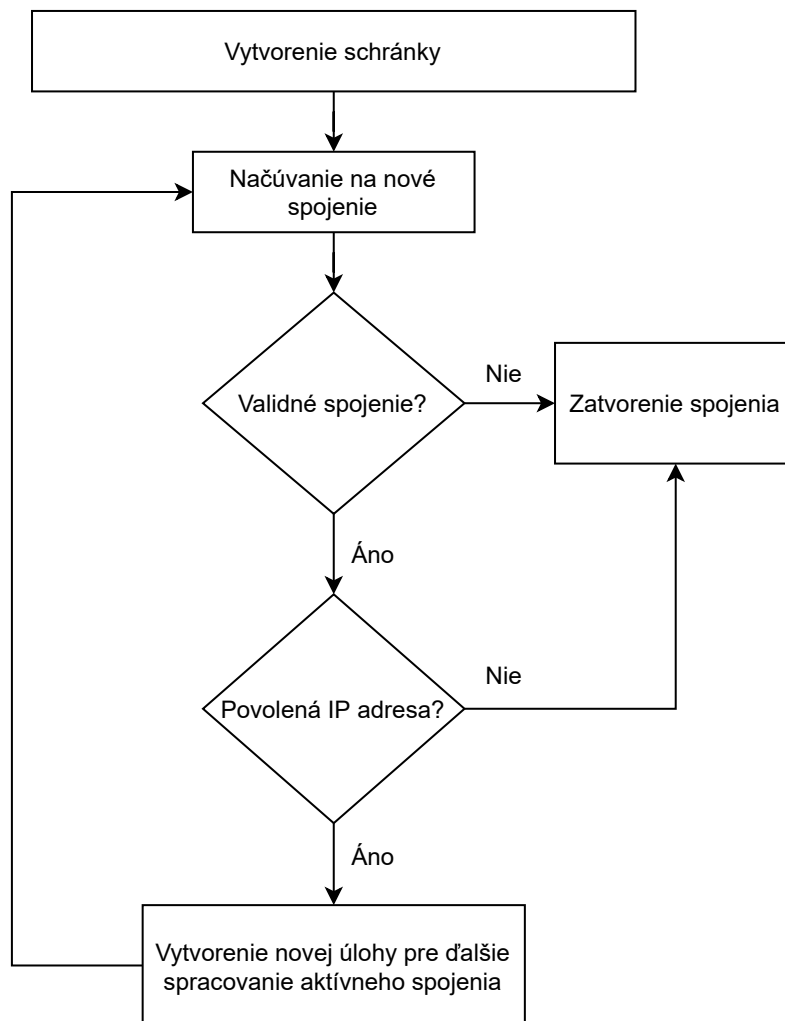 Vytvorenie schránky
Načúvanie na nové
spojenie
Validné spojenie?
Nie
Zatvorenie spojenia
Áno
Povolená IP adresa?
Nie
Áno
Vytvorenie novej úlohy pre ďalšie
spracovanie aktívneho spojenia